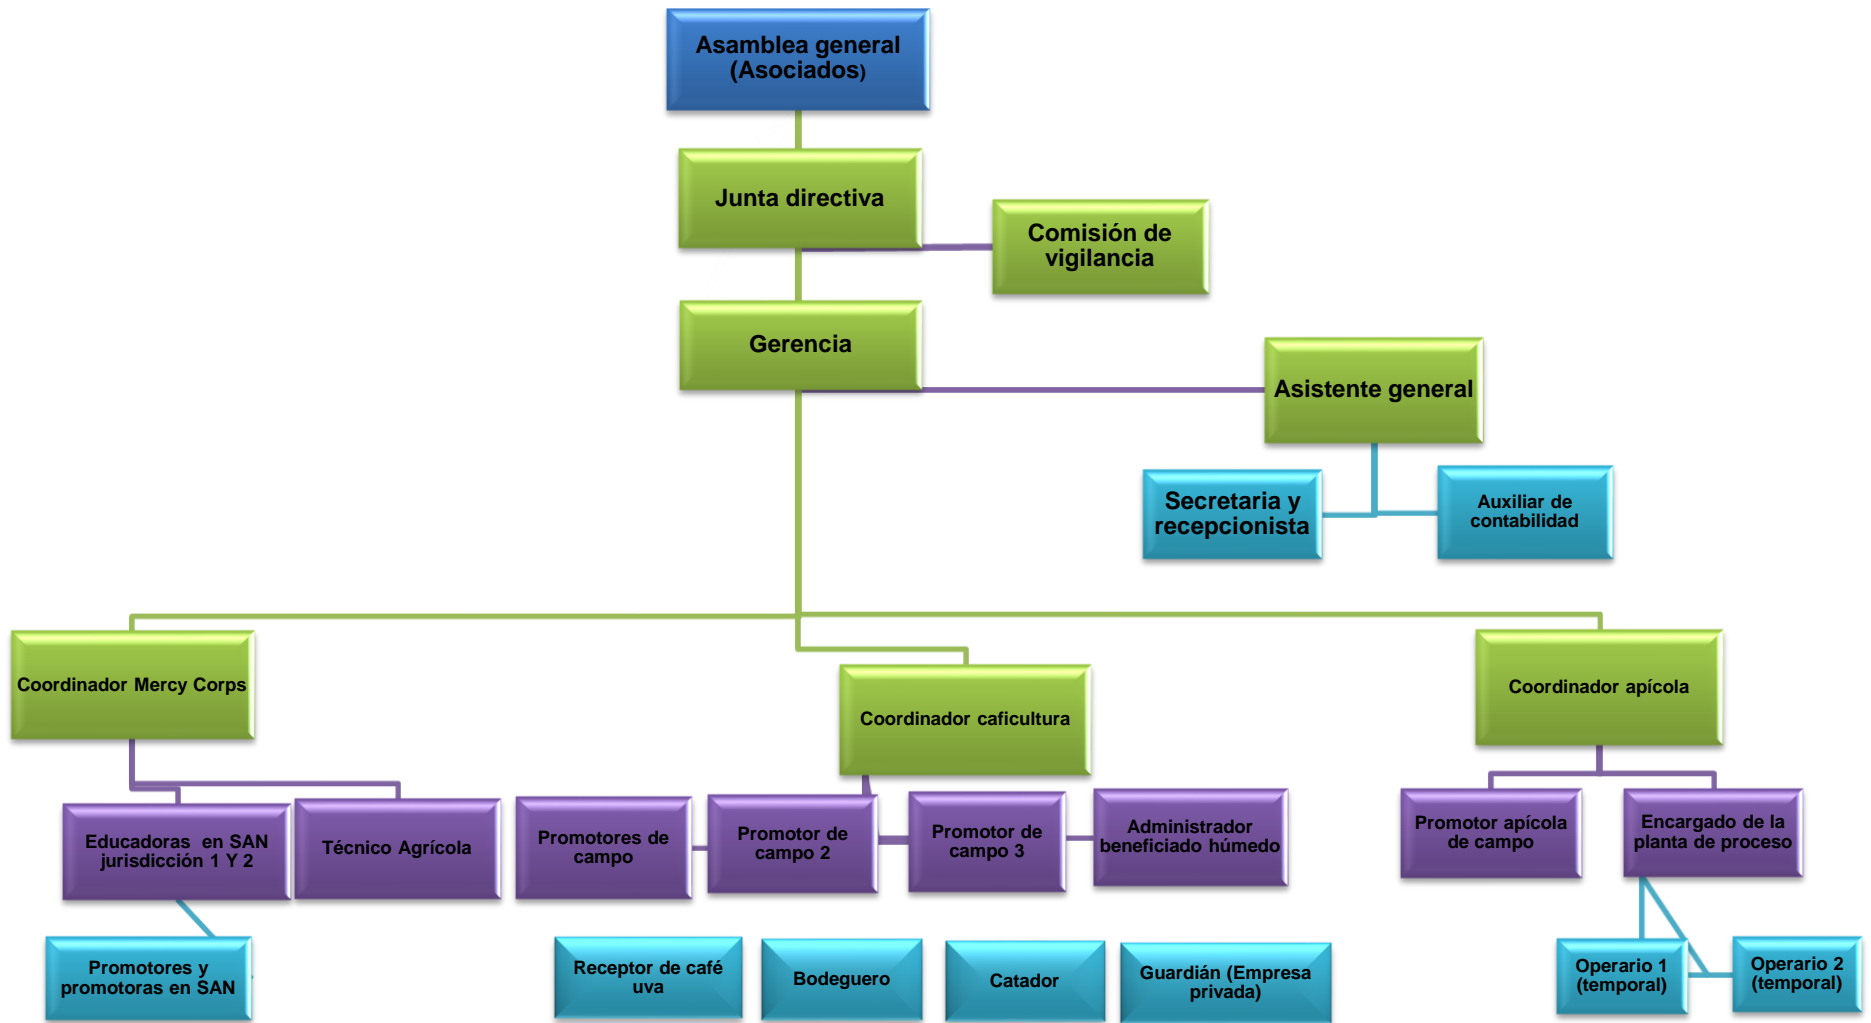 Asamblea general
(Asociados)
Junta directiva
Comisión de
vigilancia
Gerencia
Asistente general
Secretaria y
recepcionista
Auxiliar de
contabilidad
Coordinador Mercy Corps
Coordinador caficultura
Coordinador apícola
Educadoras en SAN
jurisdicción 1 Y 2
Técnico Agrícola
Promotores de
campo
Promotor de
campo 2
Promotor de
campo 3
Administrador
beneficiado húmedo
Promotor apícola
de campo
Encargado de la
planta de proceso
Promotores y
promotoras en SAN
Receptor de café
uva
Bodeguero
Catador
Guardián (Empresa
privada)
Operario 1
(temporal)
Operario 2
(temporal)